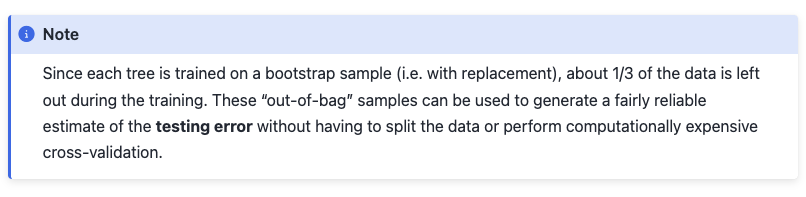 Note
Since each tree is trained on a bootstrap sample (i.e. with replacement), about 1/3 of the data is left
out during the training. These “out-of-bag” samples can be used to generate a fairly reliable
estimate of the testing error without having to split the data or perform computationally expensive
cross-validation.